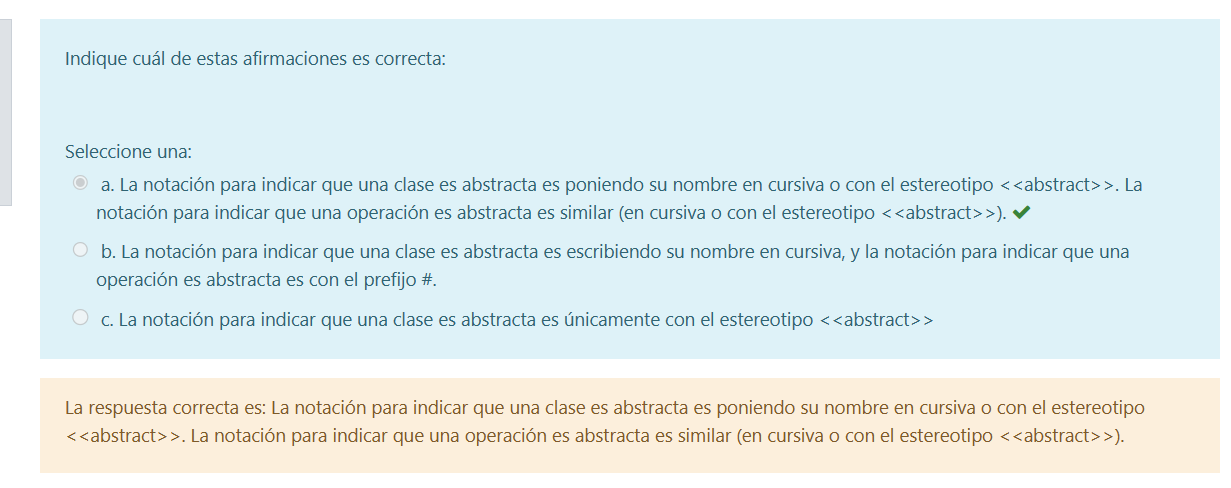 Indique cuál de estas afirmaciones es correcta:
Seleccione una:
a. La notación para indicar que una clase es abstracta es poniendo su nombre en cursiva o con el estereotipo <<abstract>>. La
notación para indicar que una operación es abstracta es similar (en cursiva o con el estereotipo <<abstract>>).
b. La notación para indicar que una clase es abstracta es escribiendo su nombre en cursiva, y la notación para indicar que una
operación es abstracta es con el prefijo #.
c. La notación para indicar que una clase es abstracta es únicamente con el estereotipo <<abstract>>
La respuesta correcta es: La notación para indicar que una clase es abstracta es poniendo su nombre en cursiva o con el estereotipo
<<abstract>>. La notación para indicar que una operación es abstracta es similar (en cursiva o con el estereotipo <<abstract>>).